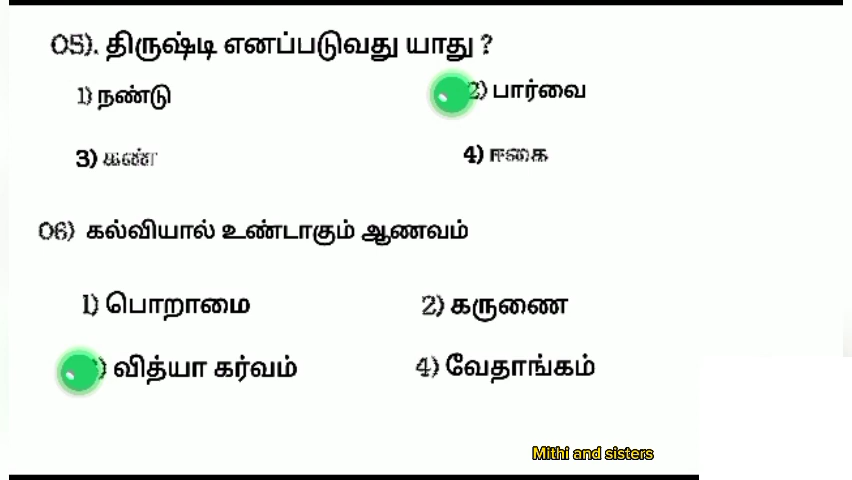 05). திருஷ்டி எனப்படுவது யாது ?
1) நண்டு 2) பார்வை
3) கண் 4) ஈகை
06) கல்வியால் உண்டாகும் ஆணவம்
1) பொறாமை 2) கருணை
) வித்யா கர்வம் 4) வேதாங்கம்
Mithi and sisters